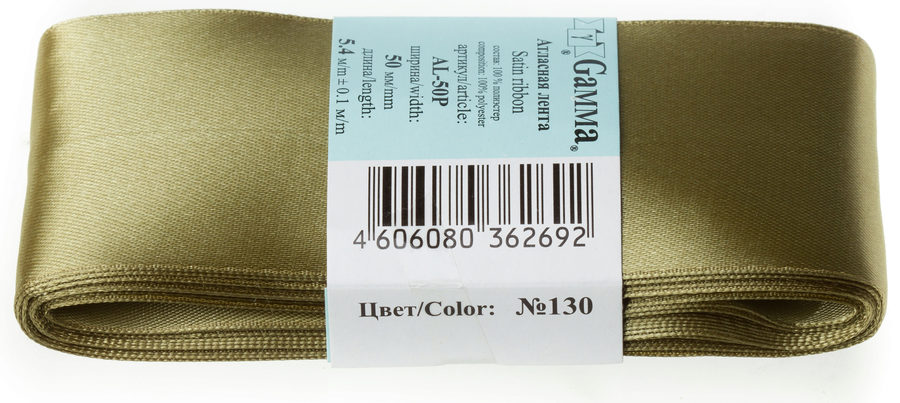 γ
® Gamma®
Атласная лента
Satin ribbon
состав: 100 % полиэстер
composition: 100% polyester
артикул/article:
AL-50P
ширина/width:
50 мм/mm
длина/length:
5.4 м/m ± 0.1 м/m
4 606080 362692
Цвет/Color: №130